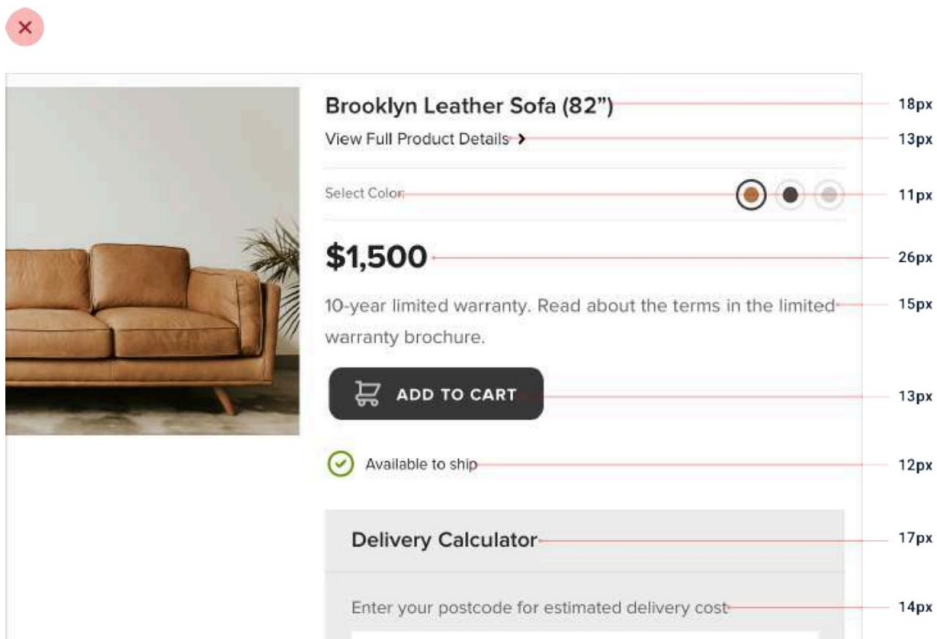 Brooklyn Leather Sofa (82”) 18px
View Full Product Details 13px
Select Color: 11px
$1,500 26px
10-year limited warranty. Read about the terms in the limited 15px
warranty brochure.
ADD TO CART 13px
Available to ship 12px
Delivery Calculator 17px
Enter your postcode for estimated delivery cost 14px